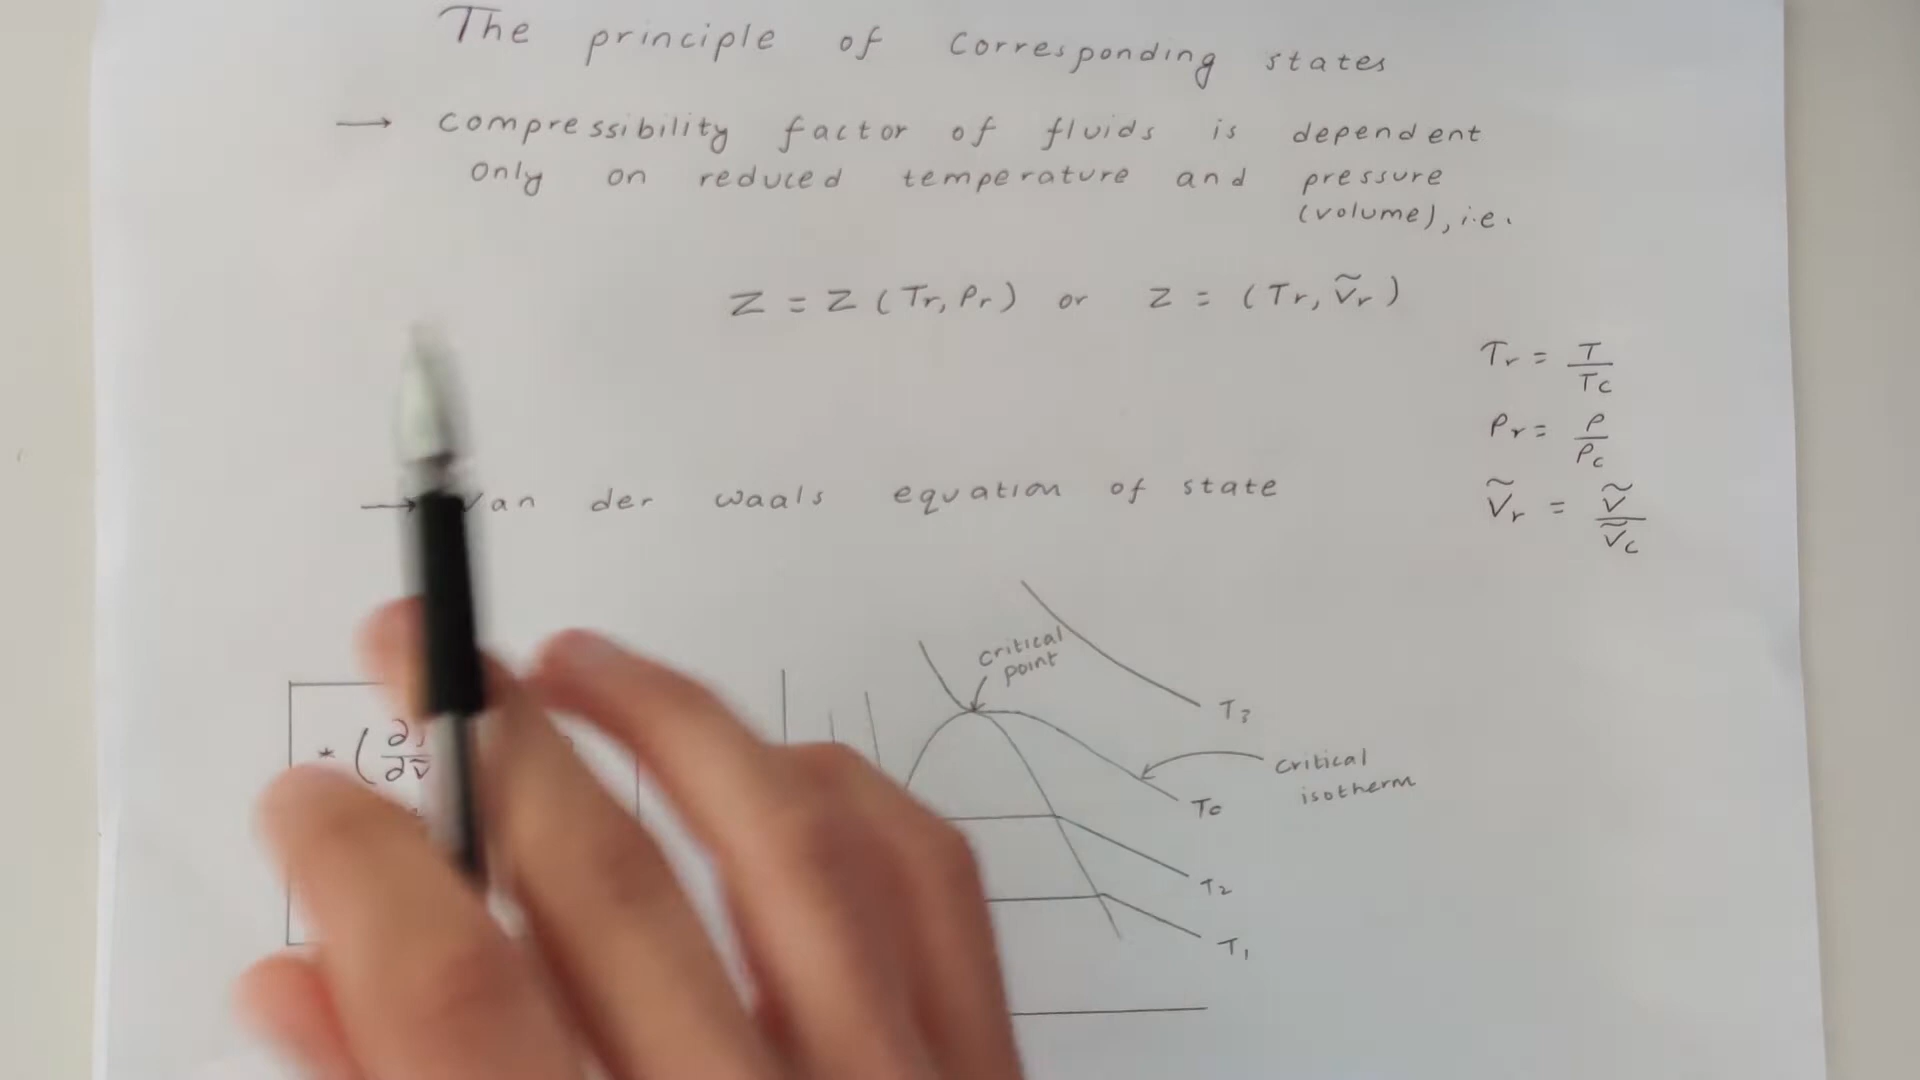 The principle of corresponding states
→ compressibility factor of fluids is dependent
only on reduced temperature and pressure
(volume), i.e.
Z = Z (Tr, Pr) or Z = (Tr, Ṽr)
Tr = T/Tc
Pr = P/Pc
Ṽr = Ṽ/Ṽc
→ Van der waals equation of state
critical
point
T3
critical
isotherm
Tc
T2
T1
* (∂
∂ṽ